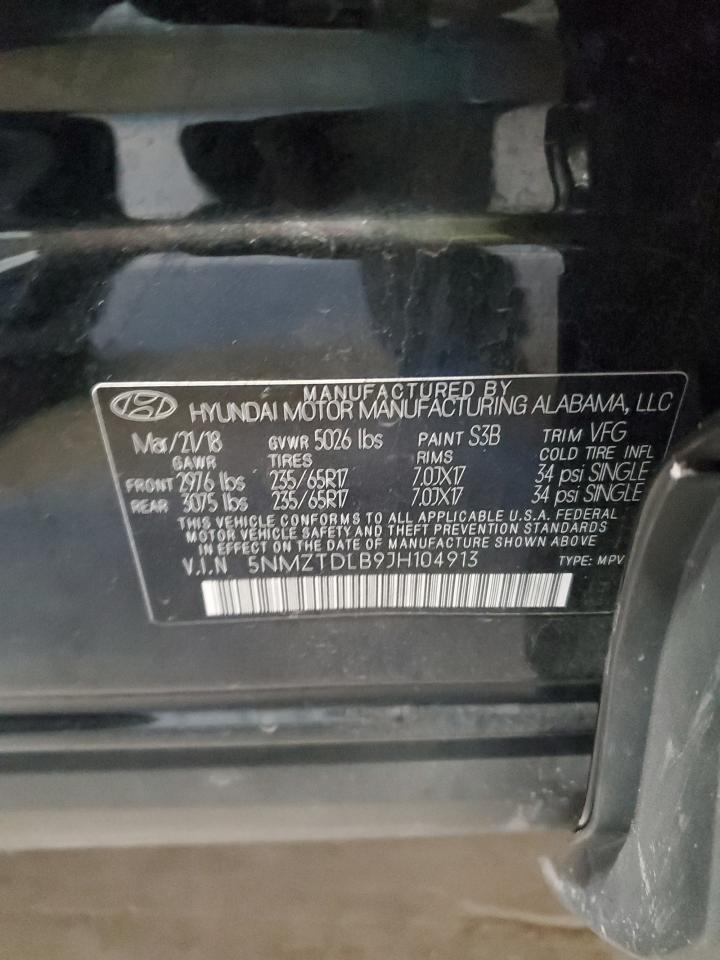 MANUFACTURED BY
HYUNDAI MOTOR MANUFACTURING ALABAMA, LLC
Mar/21/18 GVWR 5026 lbs PAINT S3B TRIM VFG
GAWR TIRES RIMS COLD TIRE INFL
FRONT 2976 lbs 235/65R17 7.0JX17 34 psi SINGLE
REAR 3075 lbs 235/65R17 7.0JX17 34 psi SINGLE
THIS VEHICLE CONFORMS TO ALL APPLICABLE U.S.A. FEDERAL
MOTOR VEHICLE SAFETY AND THEFT PREVENTION STANDARDS
IN EFFECT ON THE DATE OF MANUFACTURE SHOWN ABOVE
V.I.N 5NMZTDLB9JH104913 TYPE: MPV